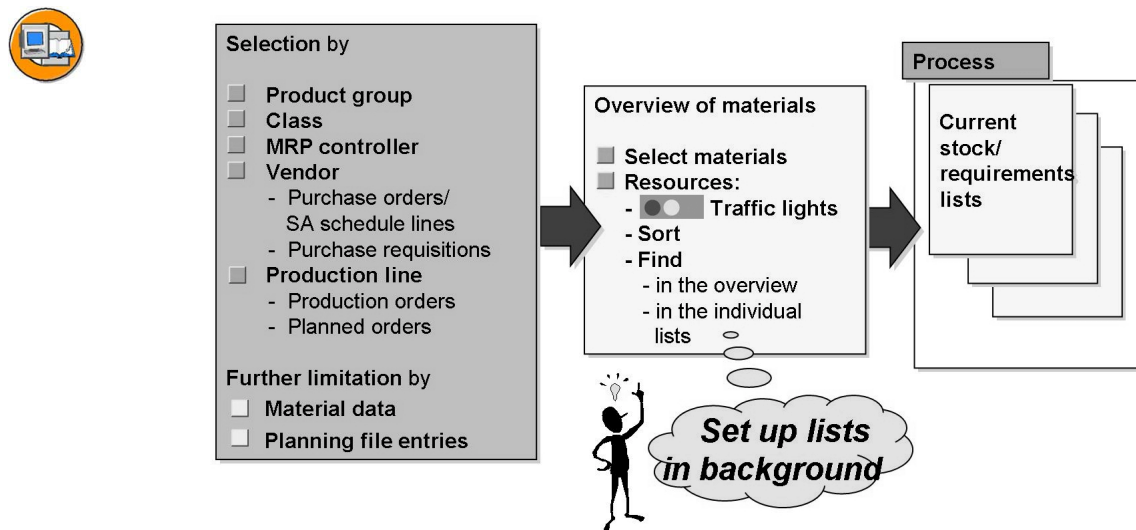 Selection by
Product group
Class
MRP controller
Vendor
- Purchase orders/
SA schedule lines
- Purchase requisitions
Production line
- Production orders
- Planned orders
Further limitation by
Material data
Planning file entries
Overview of materials
Select materials
Resources:
- Traffic lights
- Sort
- Find
- in the overview
- in the individual
lists
Set up lists
in background
Process
Current
stock/
requirements
lists